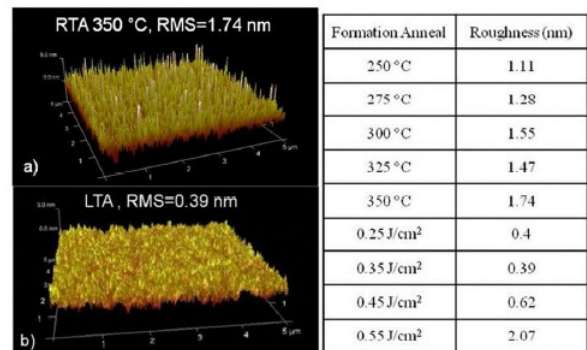 RTA 350 °C, RMS=1.74 nm
a)
5 µm
LTA , RMS=0.39 nm
b)
5 µm
Formation Anneal Roughness (nm)
250 °C 1.11
275 °C 1.28
300 °C 1.55
325 °C 1.47
350 °C 1.74
0.25 J/cm² 0.4
0.35 J/cm² 0.39
0.45 J/cm² 0.62
0.55 J/cm² 2.07